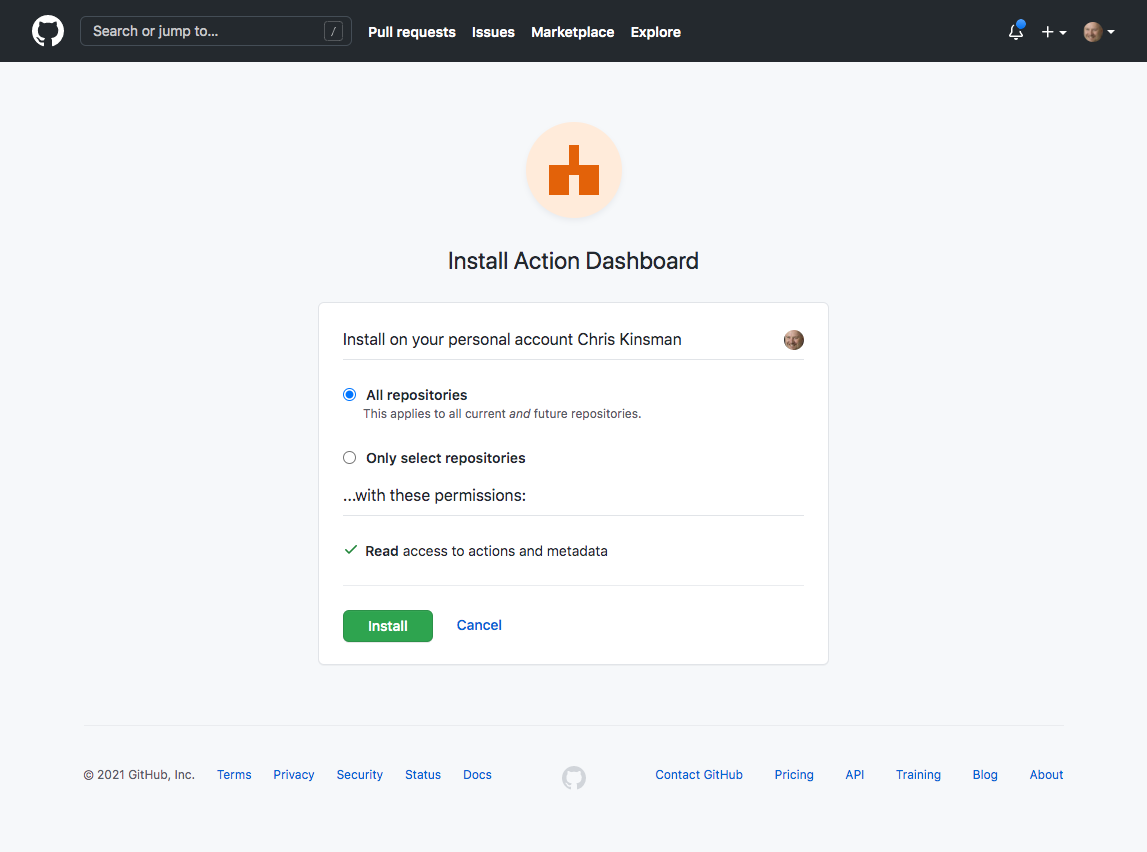 Search or jump to... /
Pull requests
Issues
Marketplace
Explore
Install Action Dashboard
Install on your personal account Chris Kinsman
All repositories
This applies to all current and future repositories.
Only select repositories
...with these permissions:
Read access to actions and metadata
Install
Cancel
© 2021 GitHub, Inc.
Terms
Privacy
Security
Status
Docs
Contact GitHub
Pricing
API
Training
Blog
About